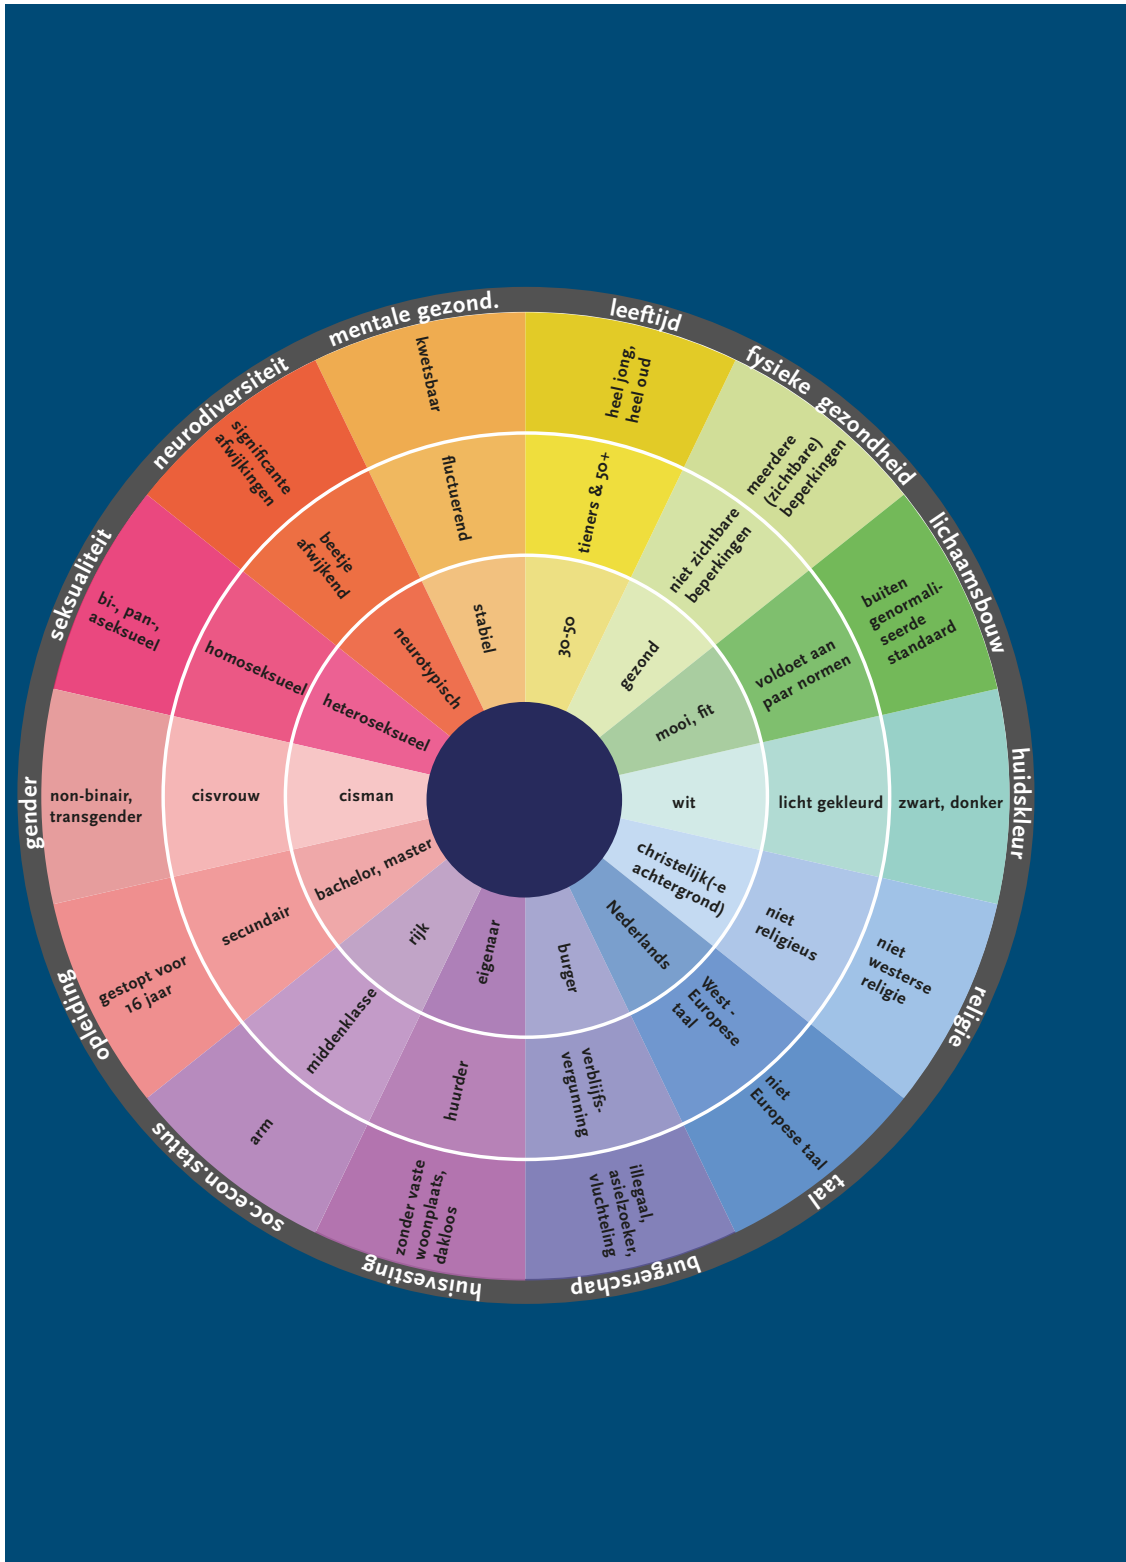 leeftijd
heel jong,
heel oud
tieners & 50+
30-50
fysieke gezondheid
meerdere
(zichtbare)
beperkingen
niet zichtbare
beperkingen
gezond
lichaamsbouw
buiten
genormali-
seerde
standaard
voldoet aan
paar normen
mooi, fit
huidskleur
zwart, donker
licht gekleurd
wit
religie
niet
westerse
religie
niet
religieus
christelijk(-e
achtergrond)
taal
niet
Europese taal
West -
Europese
taal
Nederlands
burgerschap
illegaal,
asielzoeker,
vluchteling
verblijfs-
vergunning
burger
huisvesting
zonder vaste
woonplaats,
dakloos
huurder
eigenaar
soc.econ.status
arm
middenklasse
rijk
opleiding
gestopt voor
16 jaar
secundair
bachelor, master
gender
non-binair,
transgender
cisvrouw
cisman
seksualiteit
bi-, pan-,
aseksueel
homoseksueel
heteroseksueel
neurodiversiteit
significante
afwijkingen
beetje
afwijkend
neurotypisch
mentale gezond.
kwetsbaar
fluctuerend
stabiel